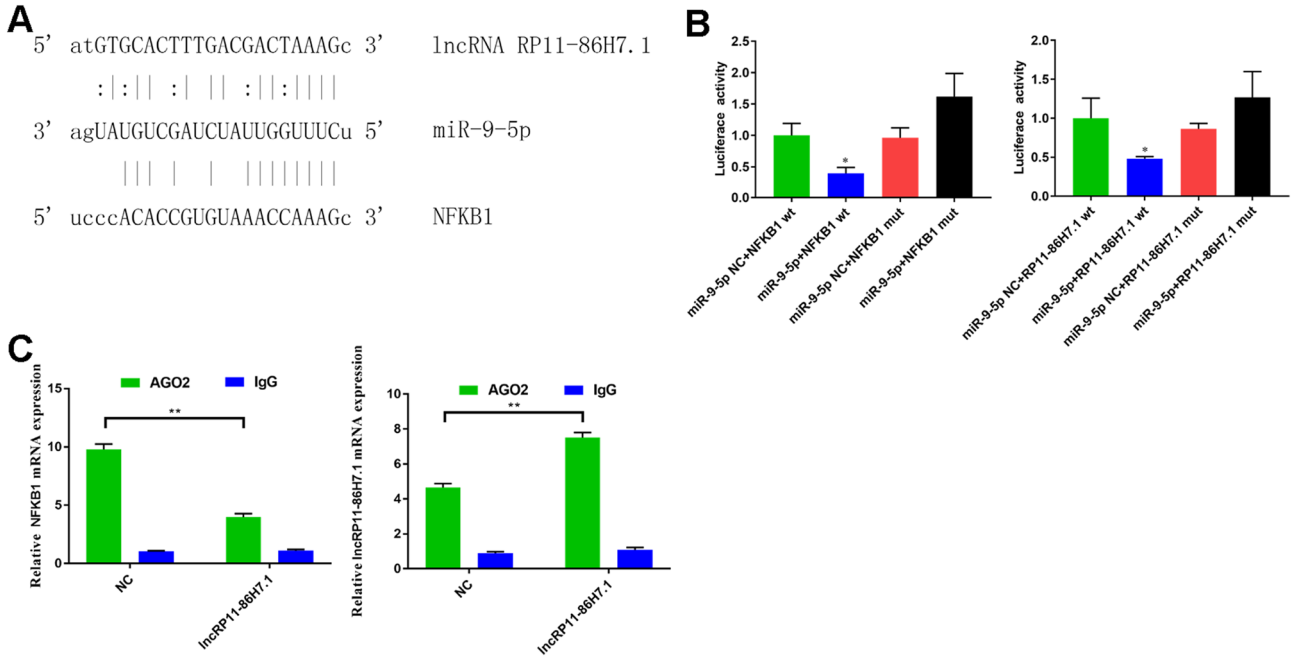 A
5' atGTGCACTTTGACGACTAAAGc 3' lncRNA RP11-86H7.1
:|:|| :| || :||:||||
3' agUAUGUCGAUCUAUUGGUUUCu 5' miR-9-5p
||| | | ||||||||
5' ucccACACCGUGUAAACCAAAGc 3' NFKB1
B
Luciferace activity
2.5
2.0
1.5
1.0
0.5
0.0
*
miR-9-5p NC+NFKB1 wt
miR-9-5p+NFKB1 wt
miR-9-5p NC+NFKB1 mut
miR-9-5p+NFKB1 mut
Luciferace activity
2.0
1.5
1.0
0.5
0.0
*
miR-9-5p NC+RP11-86H7.1 wt
miR-9-5p+RP11-86H7.1 wt
miR-9-5p NC+RP11-86H7.1 mut
miR-9-5p+RP11-86H7.1 mut
C
Relative NFKB1 mRNA expression
AGO2 IgG
15
10
5
0
**
NC
lncRP11-86H7.1
Relative lncRP11-86H7.1 mRNA expression
AGO2 IgG
10
8
6
4
2
0
**
NC
lncRP11-86H7.1